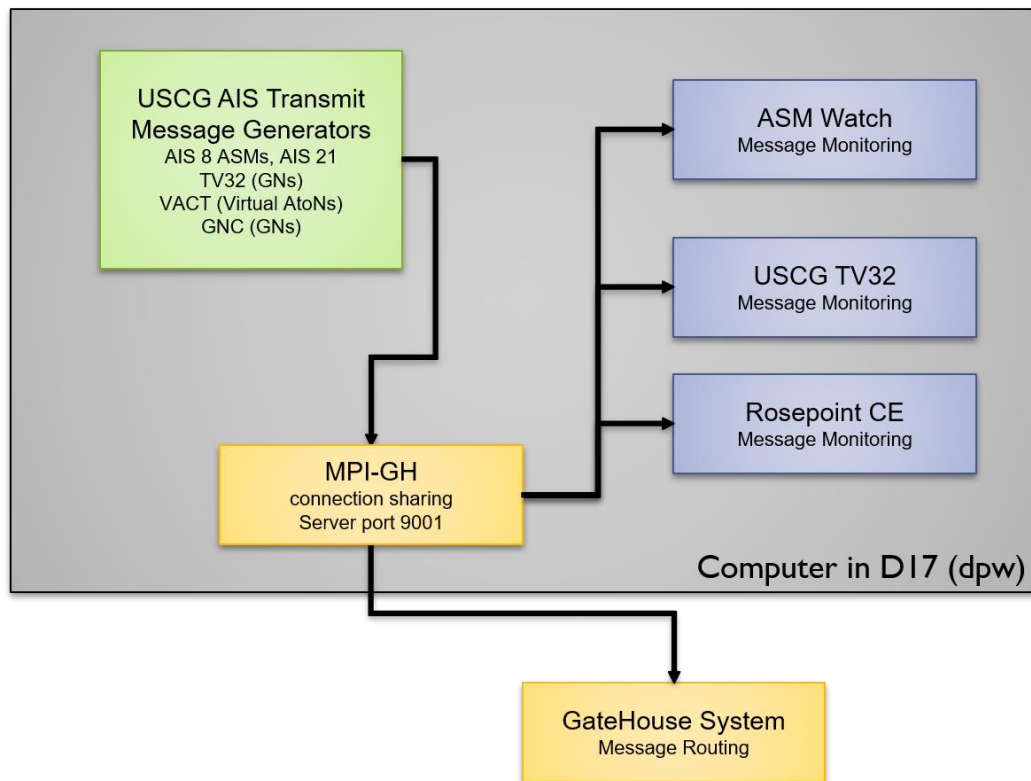 USCG AIS Transmit
Message Generators
AIS 8 ASMs, AIS 21
TV32 (GNs)
VACT (Virtual AtoNs)
GNC (GNs)
ASM Watch
Message Monitoring
USCG TV32
Message Monitoring
Rosepoint CE
Message Monitoring
MPI-GH
connection sharing
Server port 9001
Computer in D17 (dpw)
GateHouse System
Message Routing